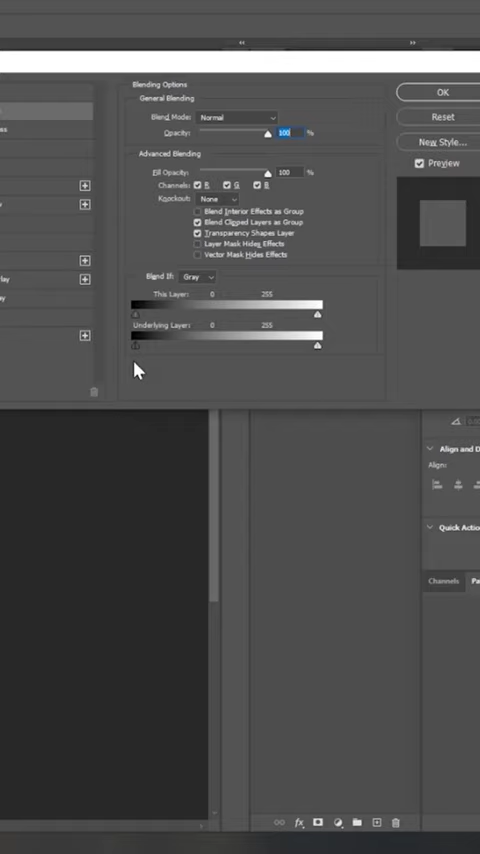 Blending Options
General Blending
Blend Mode: Normal
Opacity: 100 %
OK
Reset
New Style...
Preview
Advanced Blending
Fill Opacity: 100 %
Channels: R G B
Knockout: None
Blend Interior Effects as Group
Blend Clipped Layers as Group
Transparency Shapes Layer
Layer Mask Hides Effects
Vector Mask Hides Effects
Blend If: Gray
This Layer: 0 255
Underlying Layer: 0 255
Align and D
Align:
Quick Actio
Channels Pa
fx